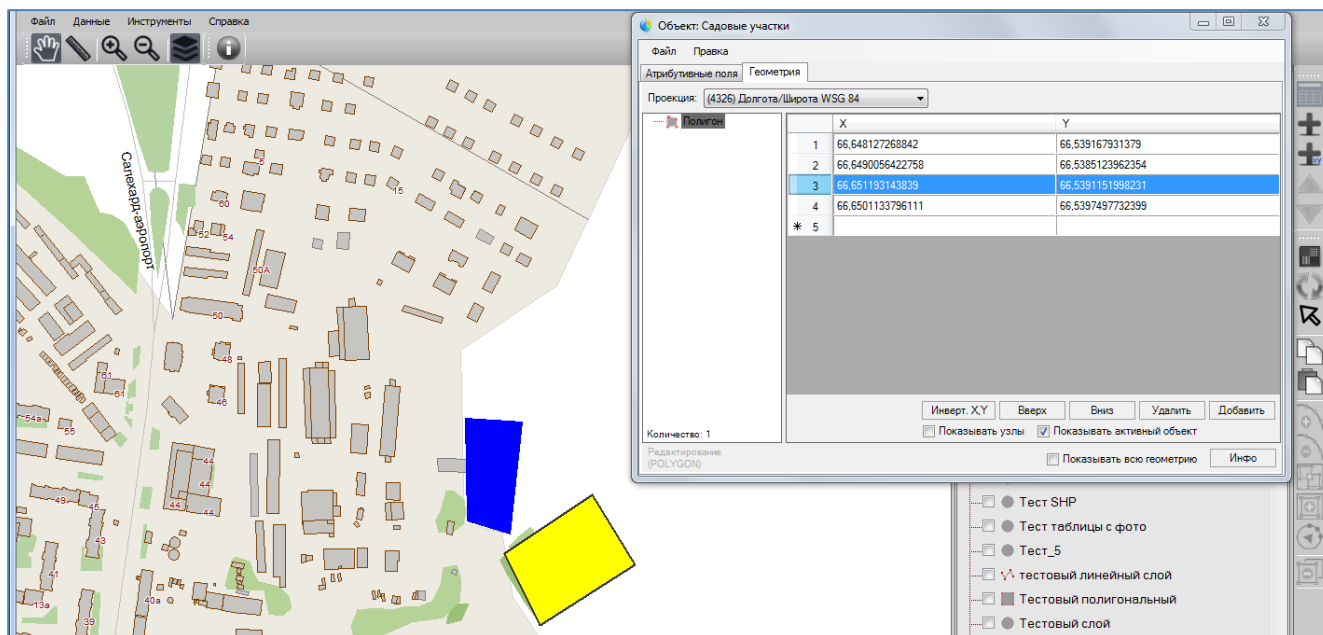 Файл Данные Инструменты Справка
Объект: Садовые участки
Файл Правка
Атрибутивные поля Геометрия
Проекция: (4326) Долгота/Широта WSG 84
Полигон
X Y
1 66,648127268842 66,539167931379
2 66,6490056422758 66,5385123962354
3 66,651193143839 66,5391151998231
4 66,6501133796111 66,5397497732399
* 5
Инверт. X,Y Вверх Вниз Удалить Добавить
Количество: 1
Показывать узлы Показывать активный объект
Редактирование
(POLYGON)
Показывать всю геометрию Инфо
Салехард-аэропорт
5
15
60
52 54
50A
50
48
61
61
46
54a
55
44
44
44 44
49 45
43
41
13a
40a
39
Тест SHP
Тест таблицы с фото
Тест_5
тестовый линейный слой
Тестовый полигональный
Тестовый слой